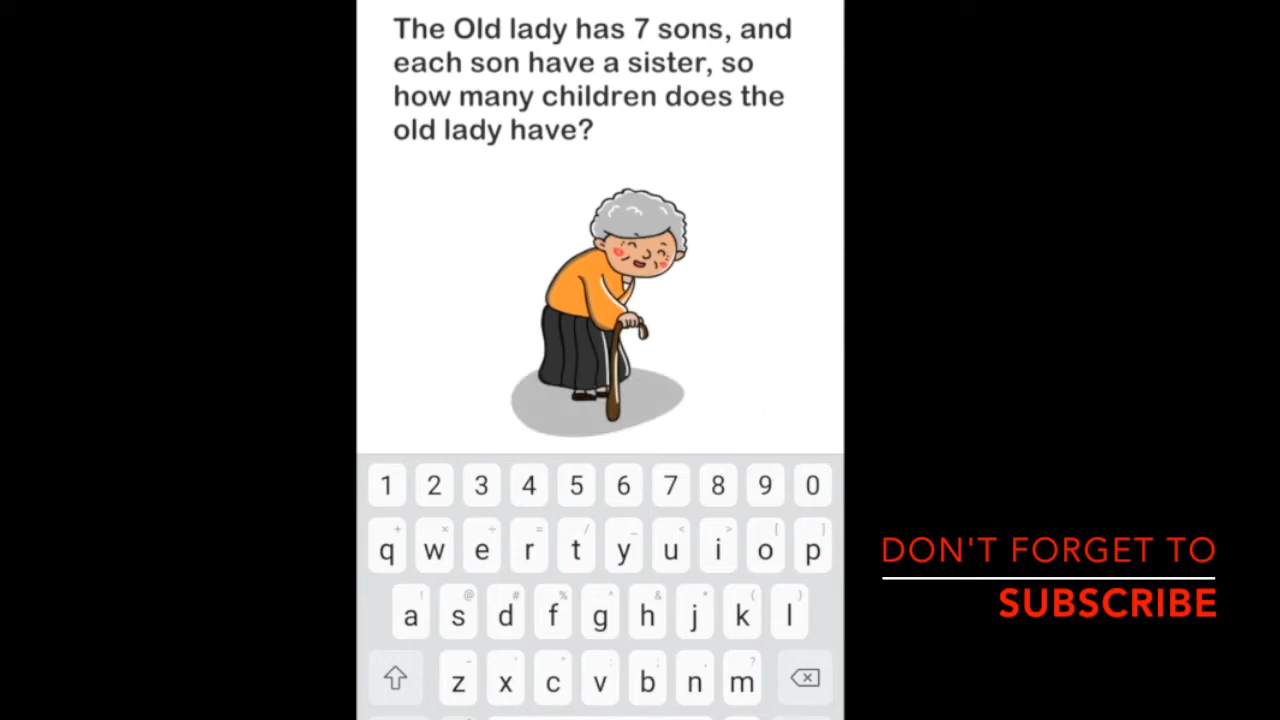 The Old lady has 7 sons, and
each son have a sister, so
how many children does the
old lady have?
1 2 3 4 5 6 7 8 9 0
+ × ÷ = / _ < > [ ]
q w e r t y u i o p
! @ # % ^ & * ( )
a s d f g h j k l
- ' " : ; , ?
z x c v b n m
DON'T FORGET TO
SUBSCRIBE